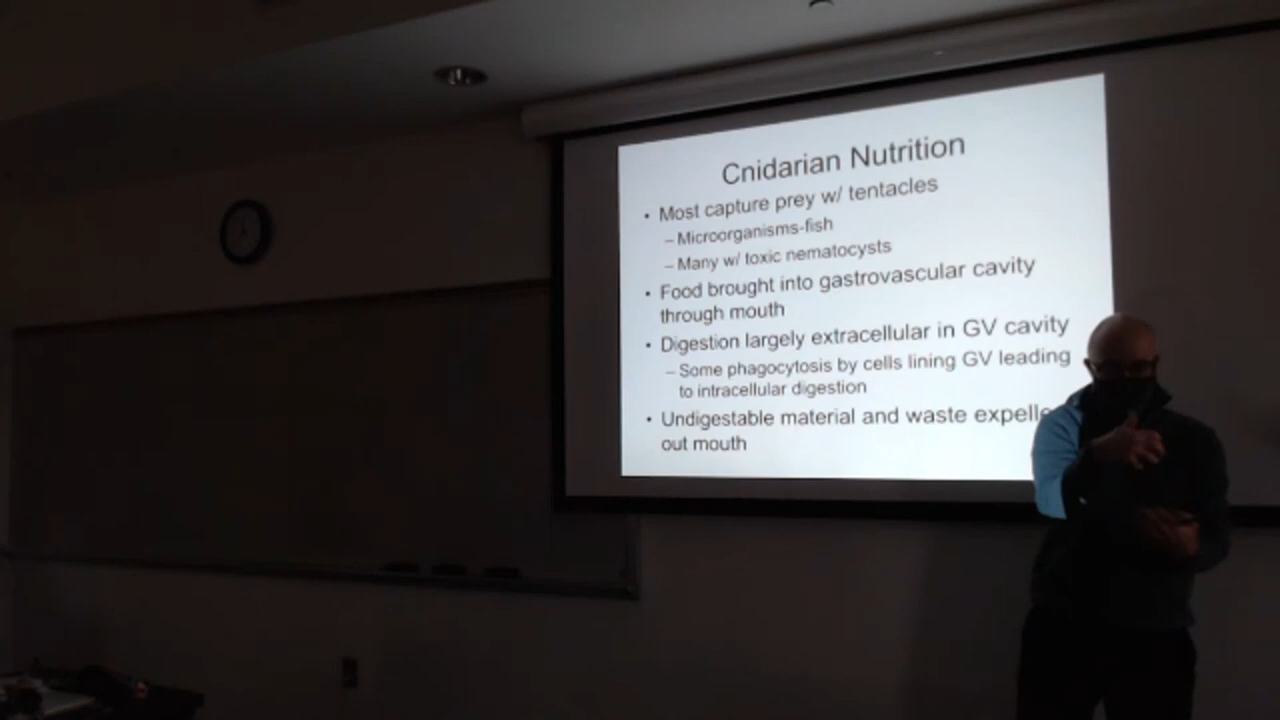 Cnidarian Nutrition
• Most capture prey w/ tentacles
– Microorganisms-fish
– Many w/ toxic nematocysts
• Food brought into gastrovascular cavity
through mouth
• Digestion largely extracellular in GV cavity
– Some phagocytosis by cells lining GV leading
to intracellular digestion
• Undigestable material and waste expelle
out mouth